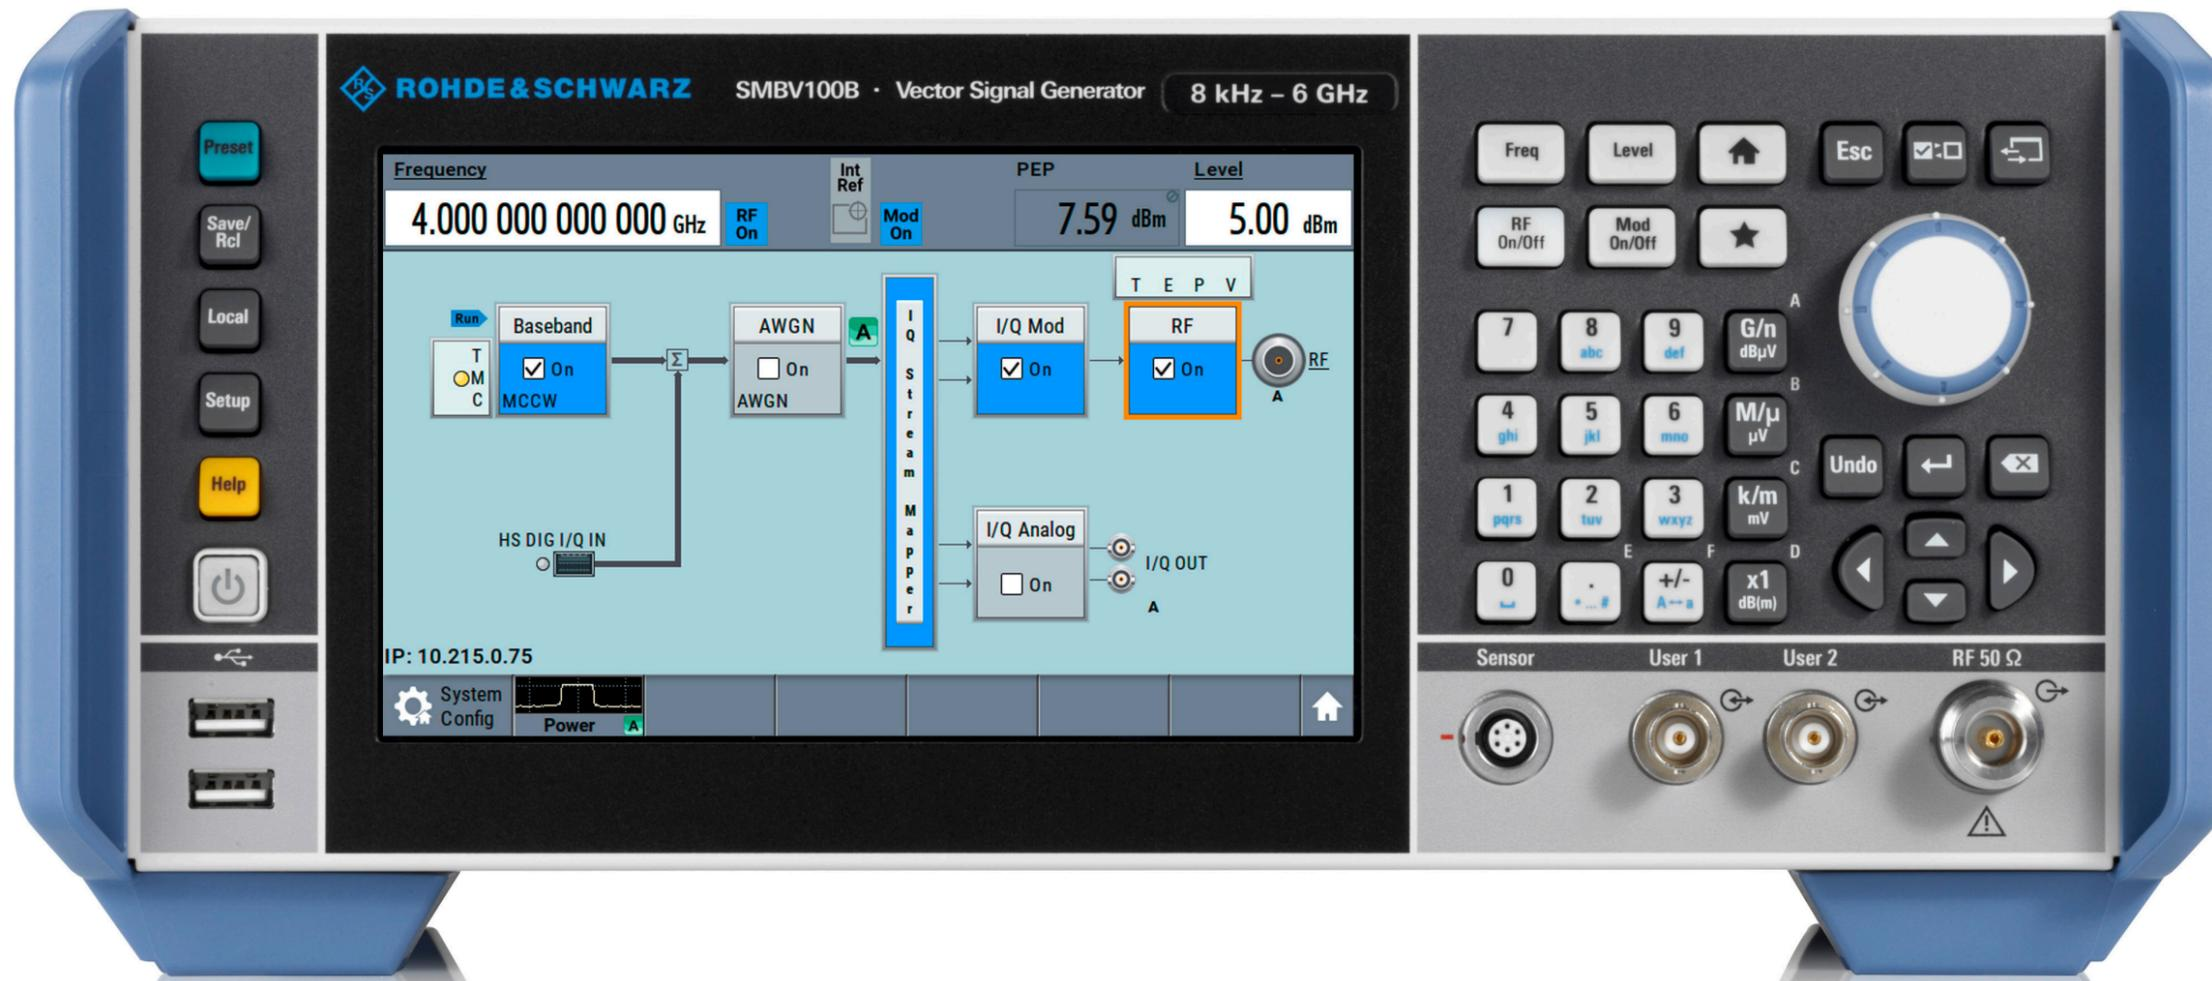 ROHDE & SCHWARZ
SMBV100B · Vector Signal Generator
8 kHz – 6 GHz
Preset
Save/
Rcl
Local
Setup
Help
Frequency
4.000 000 000 000 GHz
RF
On
Int
Ref
Mod
On
PEP
7.59 dBm
Level
5.00 dBm
Run
T
M
C
Baseband
On
MCCW
Σ
AWGN
On
AWGN
A
IQ Stream Mapper
I/Q Mod
On
T E P V
RF
On
RF
A
HS DIG I/Q IN
I/Q Analog
On
I/Q OUT
A
IP: 10.215.0.75
System
Config
Power
A
Freq
Level
Esc
RF
On/Off
Mod
On/Off
A
7
8
abc
9
def
G/n
dBµV
B
4
ghi
5
jkl
6
mno
M/µ
µV
C
Undo
1
pqrs
2
tuv
3
wxyz
k/m
mV
E
F
D
0
.
* ... #
+/-
A↔a
x1
dB(m)
Sensor
User 1
User 2
RF 50 Ω